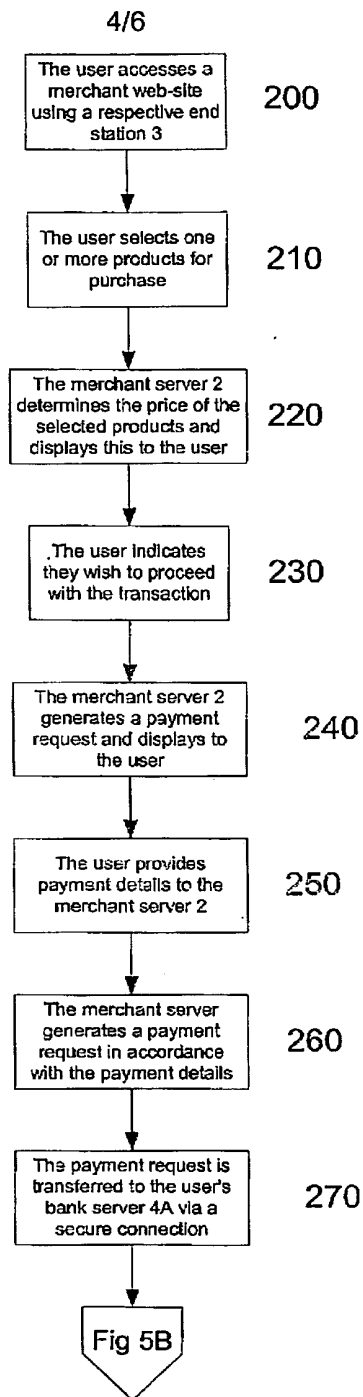 4/6
The user accesses a
merchant web-site
using a respective end
station 3
200
The user selects one
or more products for
purchase
210
The merchant server 2
determines the price of the
selected products and
displays this to the user
220
The user indicates
they wish to proceed
with the transaction
230
The merchant server 2
generates a payment
request and displays to
the user
240
The user provides
payment details to the
merchant server 2
250
The merchant server
generates a payment
request in accordance
with the payment details
260
The payment request is
transferred to the user's
bank server 4A via a
secure connection
270
Fig 5B